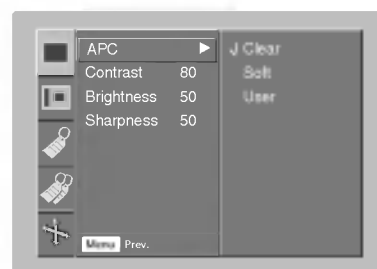 APC
Contrast 80
Brightness 50
Sharpness 50
Menu Prev.
Clear
Soft
User